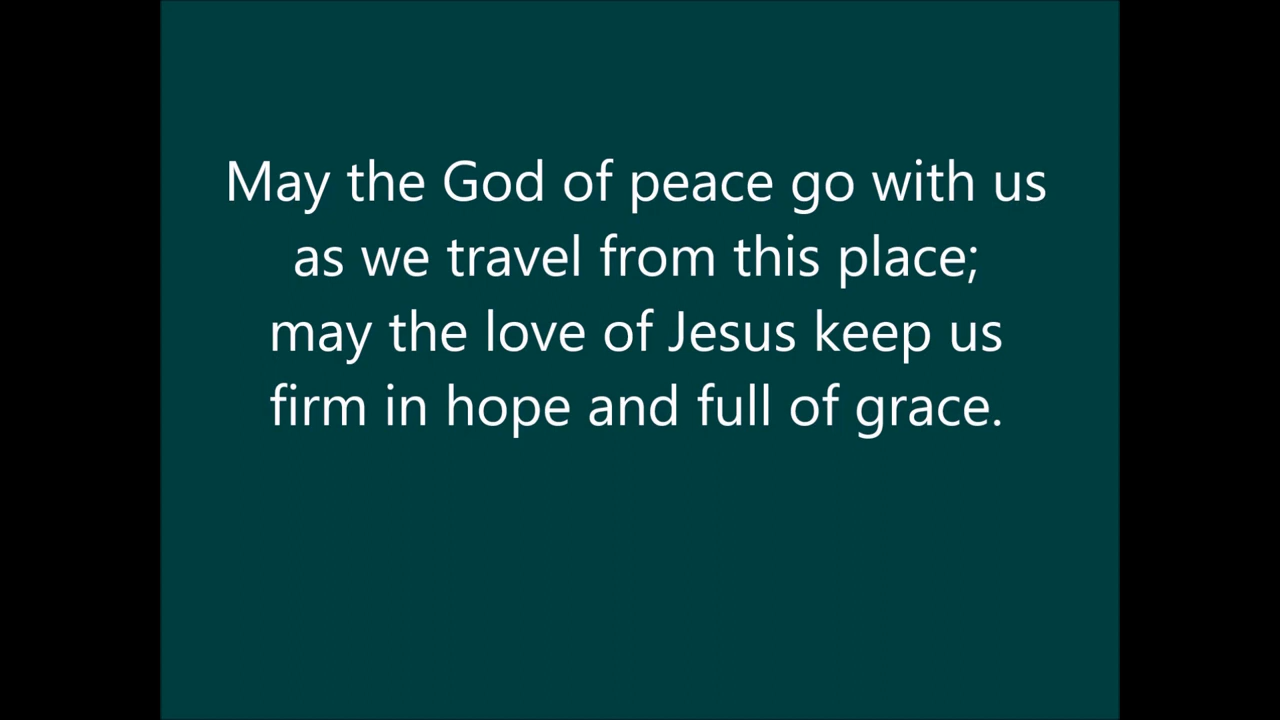 May the God of peace go with us
as we travel from this place;
may the love of Jesus keep us
firm in hope and full of grace.